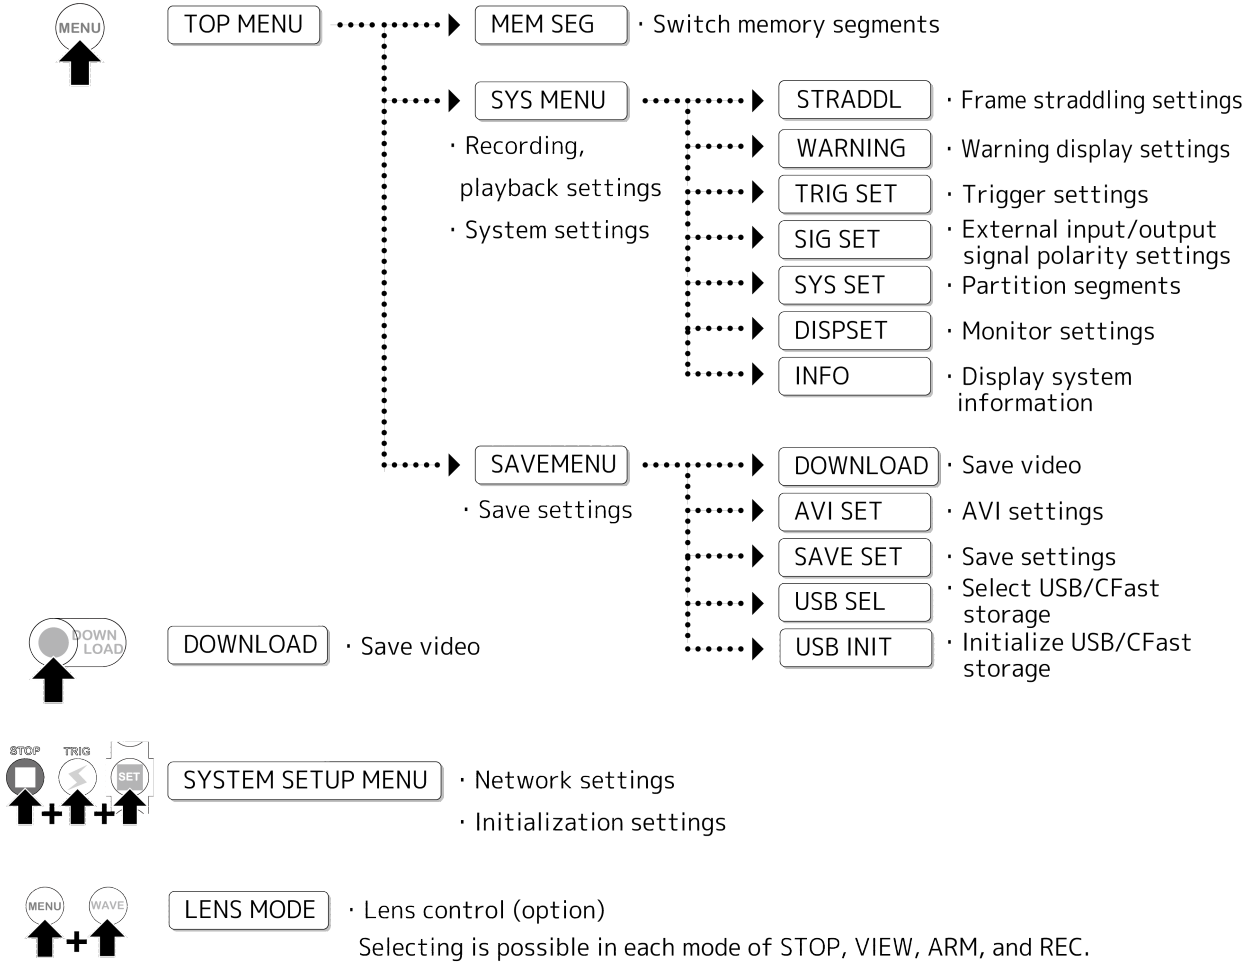 MENU
TOP MENU
MEM SEG
· Switch memory segments
SYS MENU
· Recording,
playback settings
· System settings
STRADDL
· Frame straddling settings
WARNING
· Warning display settings
TRIG SET
· Trigger settings
SIG SET
· External input/output
signal polarity settings
SYS SET
· Partition segments
DISPSET
· Monitor settings
INFO
· Display system
information
SAVEMENU
· Save settings
DOWNLOAD
· Save video
AVI SET
· AVI settings
SAVE SET
· Save settings
USB SEL
· Select USB/CFast
storage
USB INIT
· Initialize USB/CFast
storage
DOWN
LOAD
DOWNLOAD
· Save video
STOP
TRIG
SET
+
+
SYSTEM SETUP MENU
· Network settings
· Initialization settings
MENU
WAVE
+
LENS MODE
· Lens control (option)
Selecting is possible in each mode of STOP, VIEW, ARM, and REC.